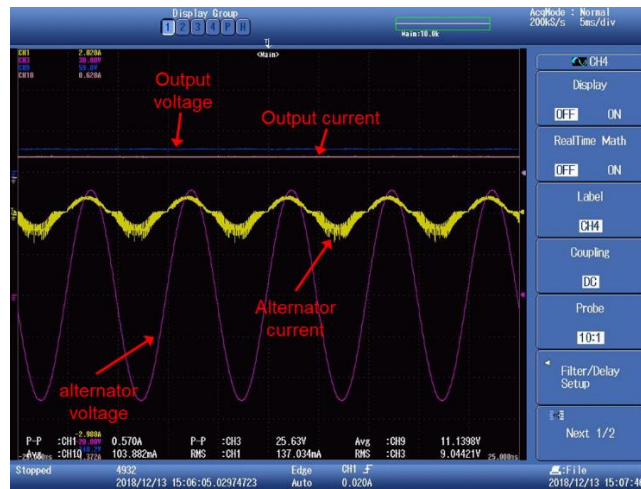 Display Group
AcqMode : Normal
1 2 3 4 P H
200kS/s 5ms/div
Main:10.0k
CH1 2.020A
CH3 30.00V
CH9
CH10 0.628A
<Main>
CH4
Display
OFF ON
RealTime Math
OFF ON
Label
CH4
Coupling
DC
Probe
10:1
Filter/Delay
Setup
Next 1/2
Output
voltage
Output current
Alternator
current
alternator
voltage
P-P :CH1 0.570A P-P :CH3 25.63V Avg :CH9 11.1398V
Avg :CH10 103.882mA RMS :CH1 137.034mA RMS :CH3 9.04421V
25.000ms
Stopped 4932 Edge CH1
2018/12/13 15:06:05.02974723 Auto 0.020A
:File
2018/12/13 15:07:4